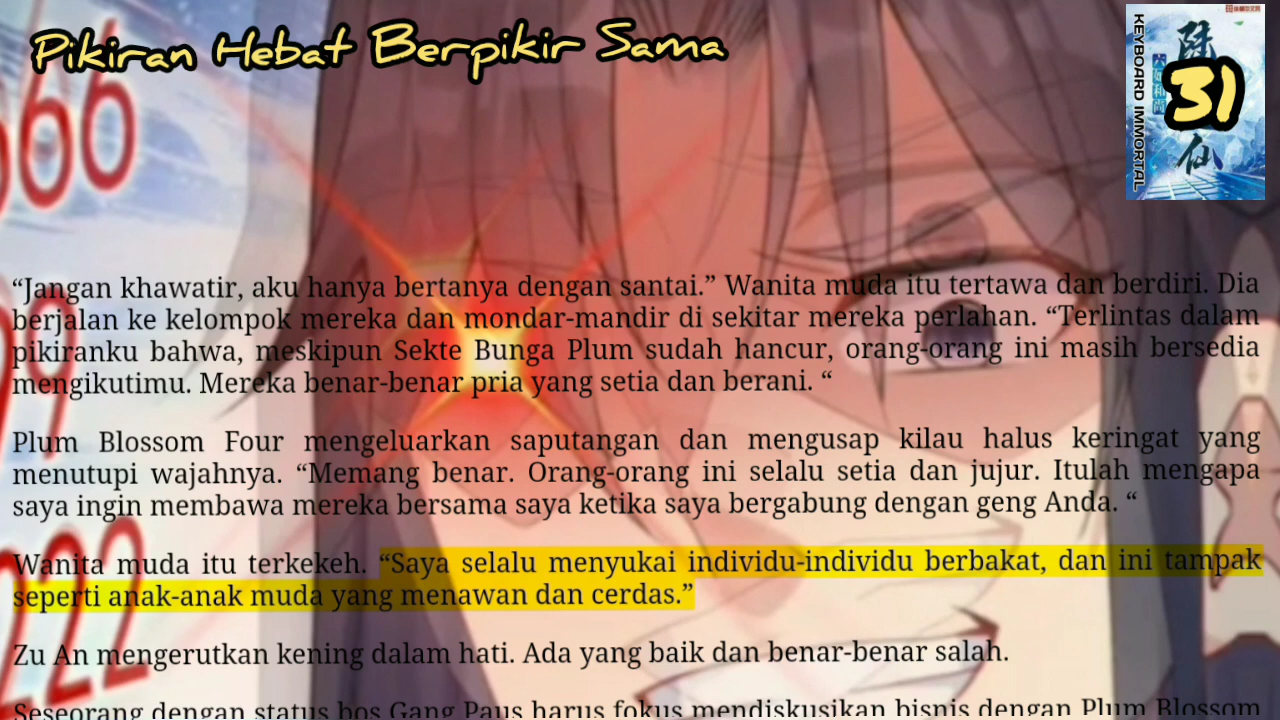 Pikiran Hebat Berpikir Sama
陸
仙
KEYBOARD IMMORTAL
31
666
“Jangan khawatir, aku hanya bertanya dengan santai.” Wanita muda itu tertawa dan berdiri. Dia
berjalan ke kelompok mereka dan mondar-mandir di sekitar mereka perlahan. “Terlintas dalam
pikiranku bahwa, meskipun Sekte Bunga Plum sudah hancur, orang-orang ini masih bersedia
mengikutimu. Mereka benar-benar pria yang setia dan berani. “
Plum Blossom Four mengeluarkan saputangan dan mengusap kilau halus keringat yang
menutupi wajahnya. “Memang benar. Orang-orang ini selalu setia dan jujur. Itulah mengapa
saya ingin membawa mereka bersama saya ketika saya bergabung dengan geng Anda. “
222
Wanita muda itu terkekeh. “Saya selalu menyukai individu-individu berbakat, dan ini tampak
seperti anak-anak muda yang menawan dan cerdas.”
Zu An mengerutkan kening dalam hati. Ada yang baik dan benar-benar salah.
Seseorang dengan status bos Gang Paus harus fokus mendiskusikan bisnis dengan Plum Blossom